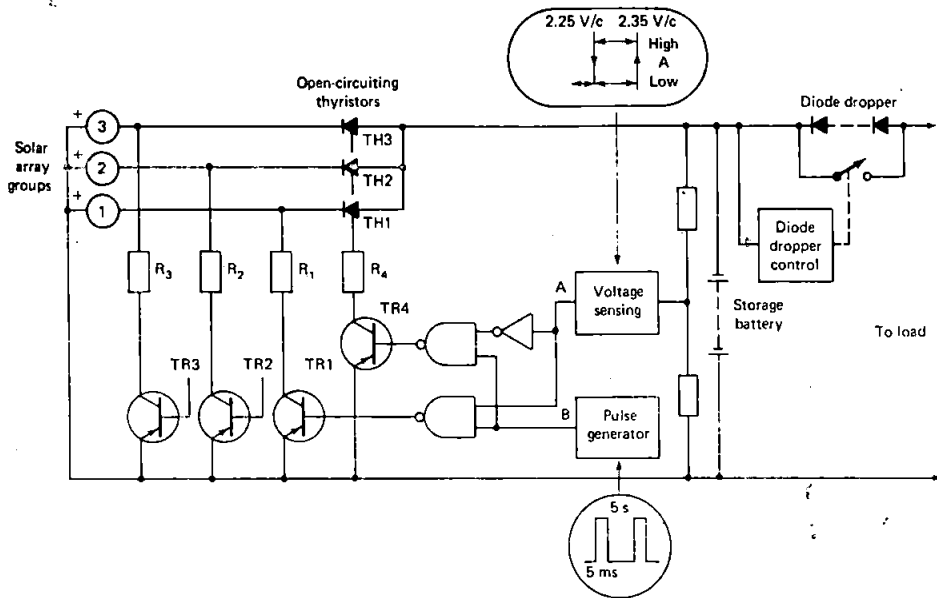 2.25 V/c 2.35 V/c
High
A
Low
Open-circuiting
thyristors
Diode dropper
+ 3
TH3
Solar
array
groups
+ 2
TH2
+ 1
TH1
R3
R2
R1
R4
Diode
dropper
control
A
Voltage
sensing
Storage
battery
TR4
To load
TR3
TR2
TR1
B
Pulse
generator
5 s
5 ms